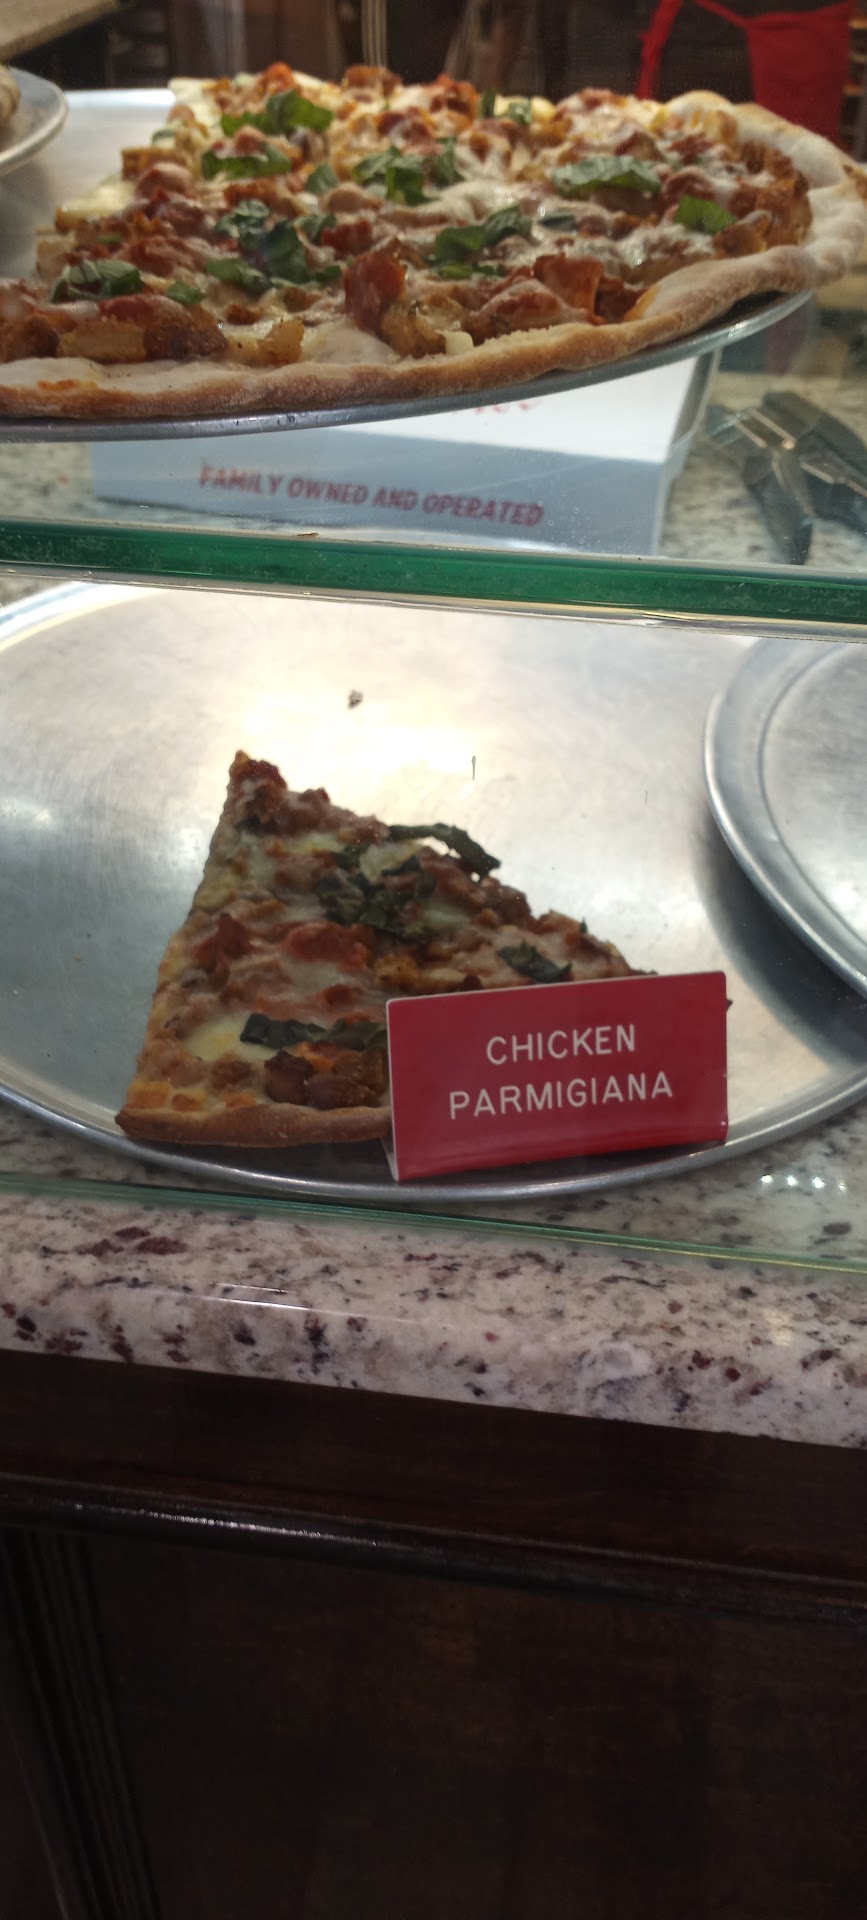 FAMILY OWNED AND OPERATED
CHICKEN
PARMIGIANA